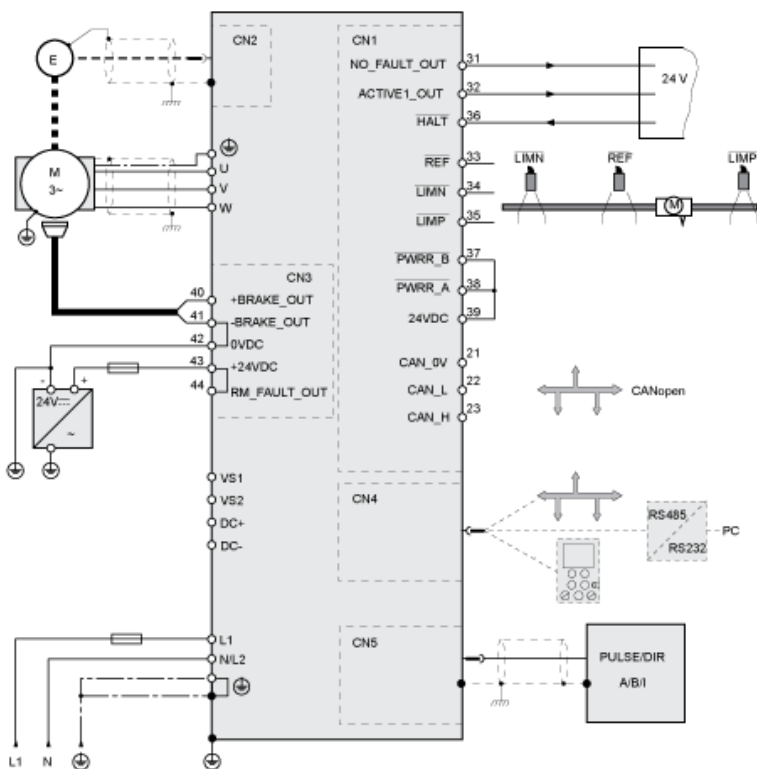 CN2
E
M
3~
U
V
W
CN3
40
+BRAKE_OUT
41
-BRAKE_OUT
42
0VDC
43
+24VDC
44
RM_FAULT_OUT
- +
24V
~
VS1
VS2
DC+
DC-
L1
N/L2
L1 N
CN1
31
NO_FAULT_OUT
32
ACTIVE1_OUT
36
HALT
24 V
33
REF
34
LIMN
35
LIMP
LIMN REF LIMP
M
37
PWRR_B
38
PWRR_A
39
24VDC
21
CAN_0V
22
CAN_L
23
CAN_H
CANopen
CN4
RS485
RS232
PC
CN5
PULSE/DIR
A/B/I